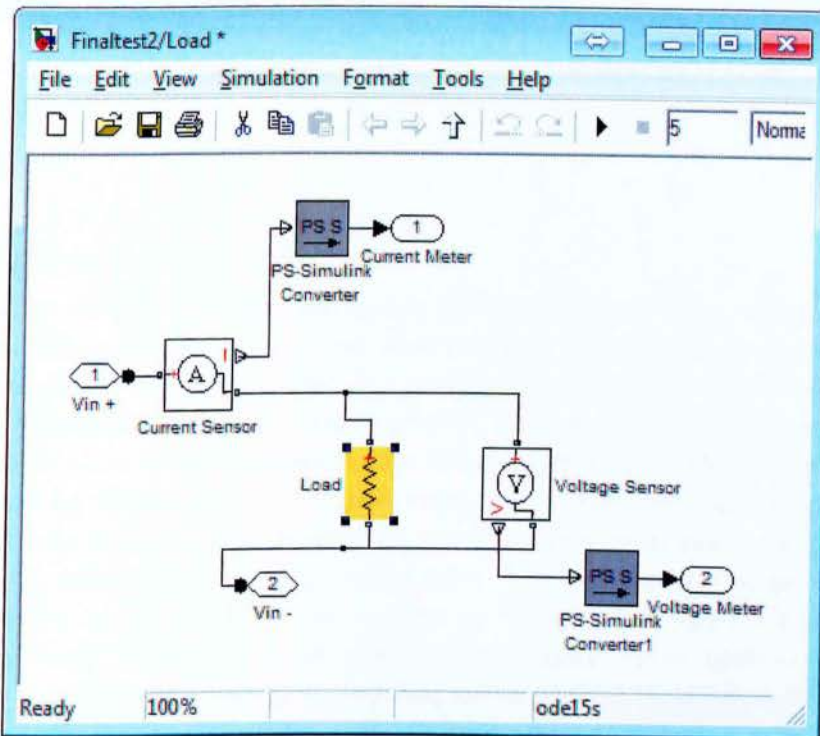 Finaltest2/Load *
File Edit View Simulation Format Tools Help
5 Norma
PS S
1
PS-Simulink
Converter
Current Meter
1
Vin +
A
I
Current Sensor
Load
V
V
Voltage Sensor
2
Vin -
PS S
2
PS-Simulink
Converter1
Voltage Meter
Ready 100% ode15s